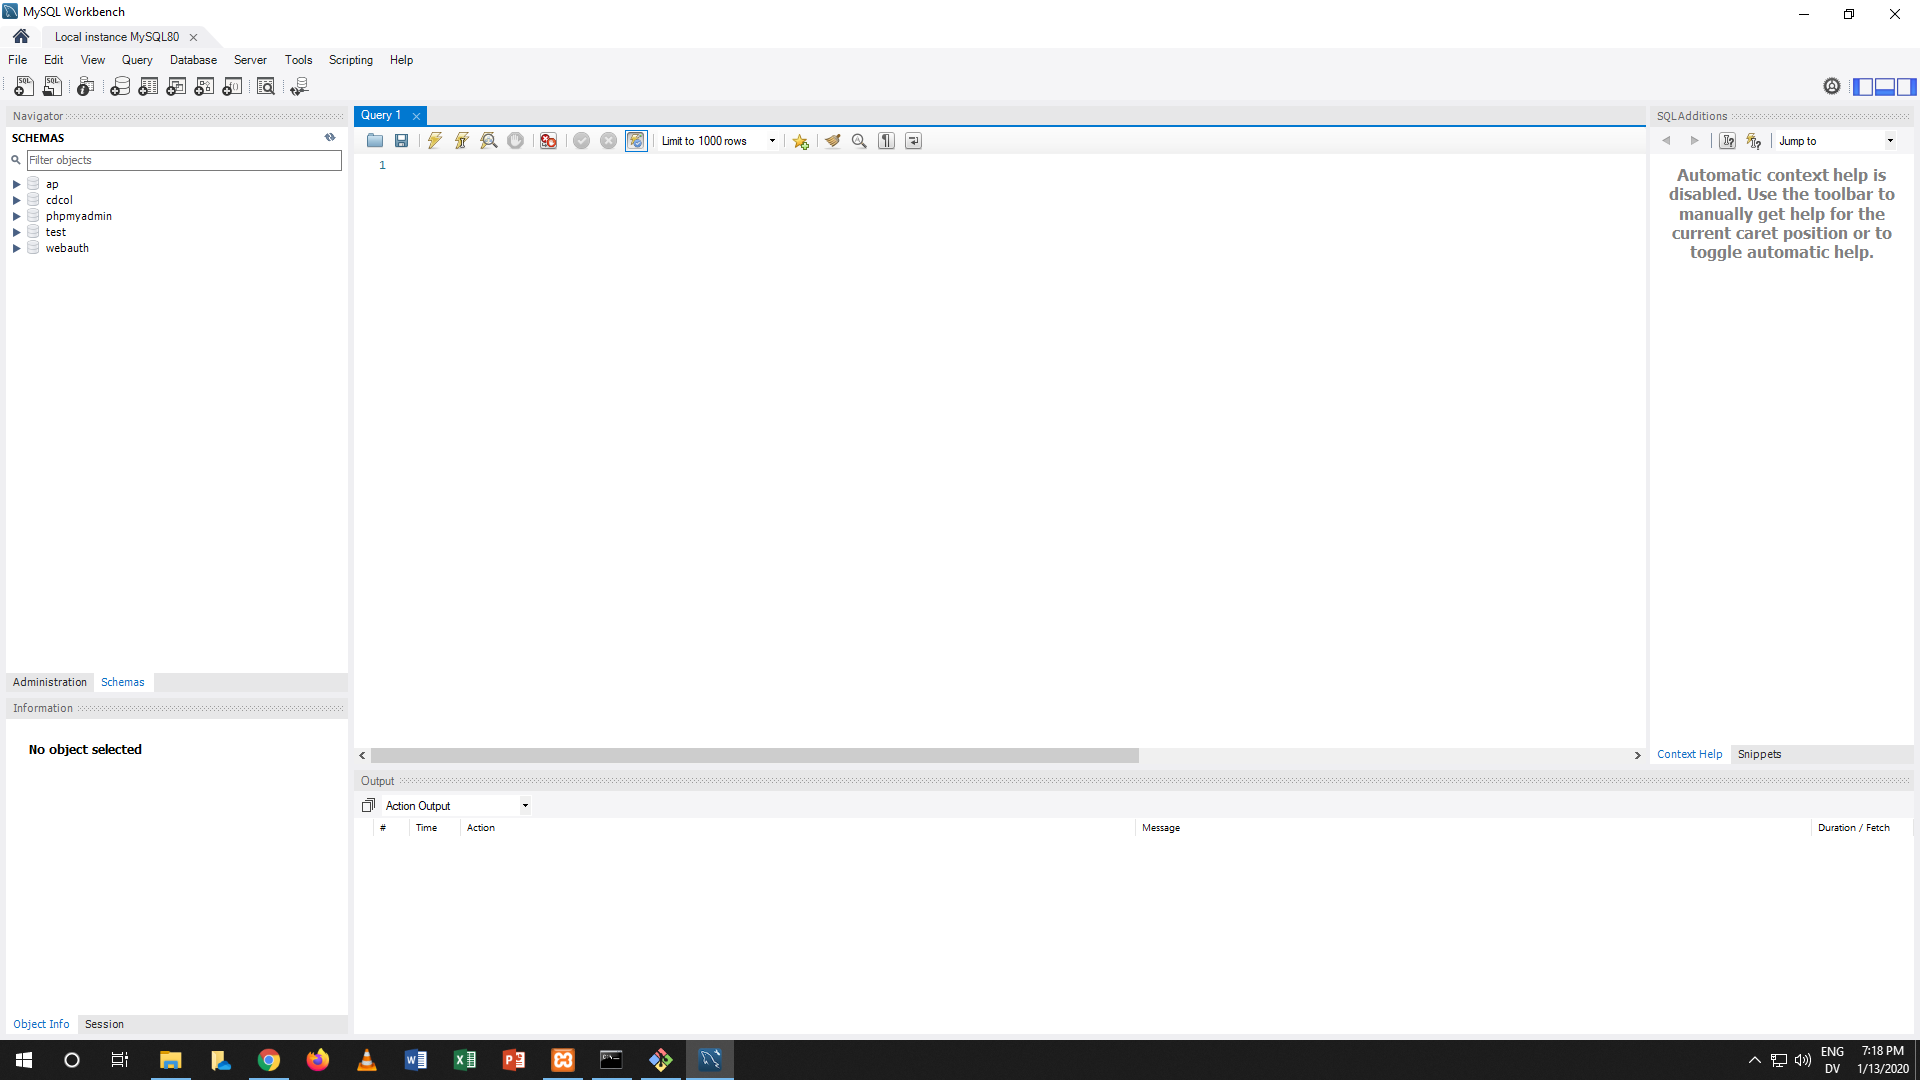 MySQL Workbench
Local instance MySQL80
File Edit View Query Database Server Tools Scripting Help
Navigator
SCHEMAS
Filter objects
ap
cdcol
phpmyadmin
test
webauth
Administration Schemas
Information
No object selected
Object Info Session
Query 1
Limit to 1000 rows
1
Output
Action Output
# Time Action Message Duration / Fetch
SQLAdditions
Jump to
Automatic context help is
disabled. Use the toolbar to
manually get help for the
current caret position or to
toggle automatic help.
Context Help Snippets
ENG
DV
7:18 PM
1/13/2020